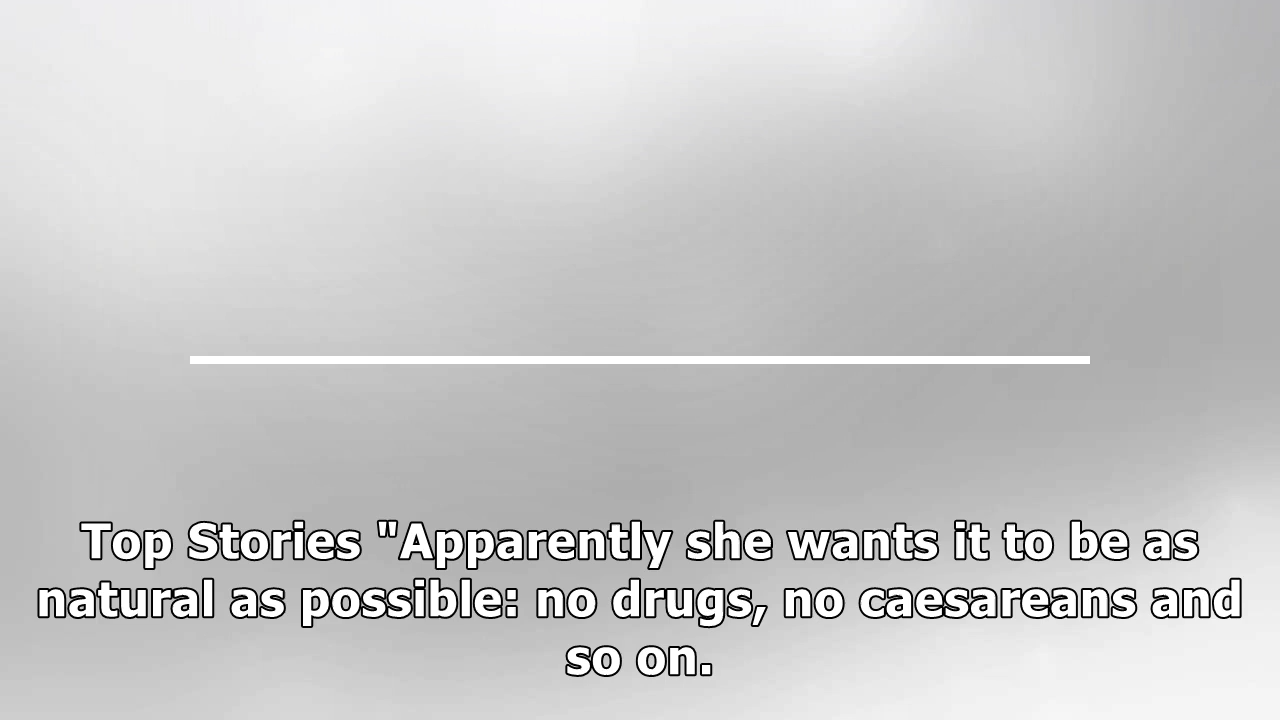 Top Stories "Apparently she wants it to be as
natural as possible: no drugs, no caesareans and
so on.